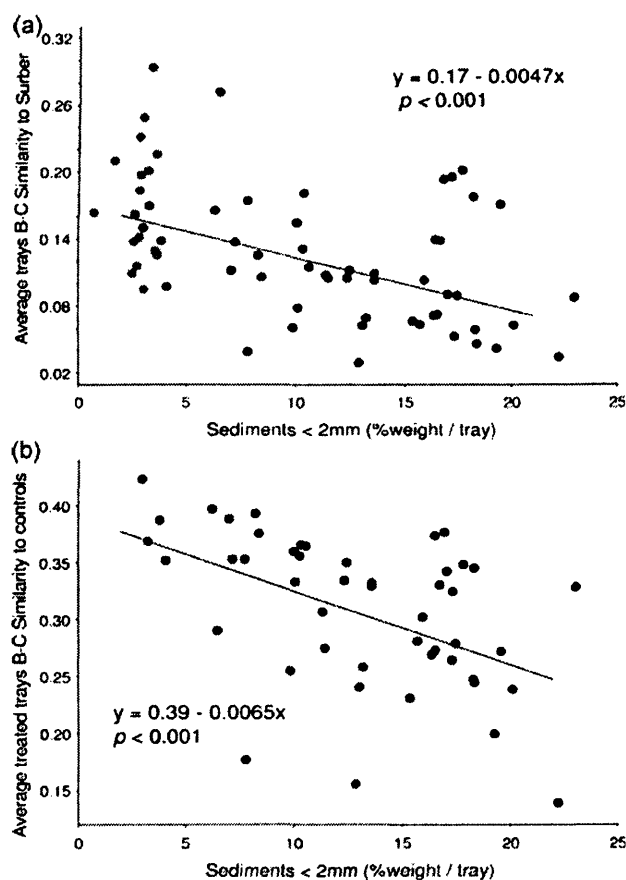 (a)
0.32
0.26
0.20
0.14
0.08
0.02
Average trays B-C Similarity to Surber
y = 0.17 - 0.0047x
p < 0.001
0 5 10 15 20 25
Sediments < 2mm (%weight / tray)
(b)
0.40
0.35
0.30
0.25
0.20
0.15
Average treated trays B-C Similarity to controls
y = 0.39 - 0.0065x
p < 0.001
0 5 10 15 20 25
Sediments < 2mm (%weight / tray)